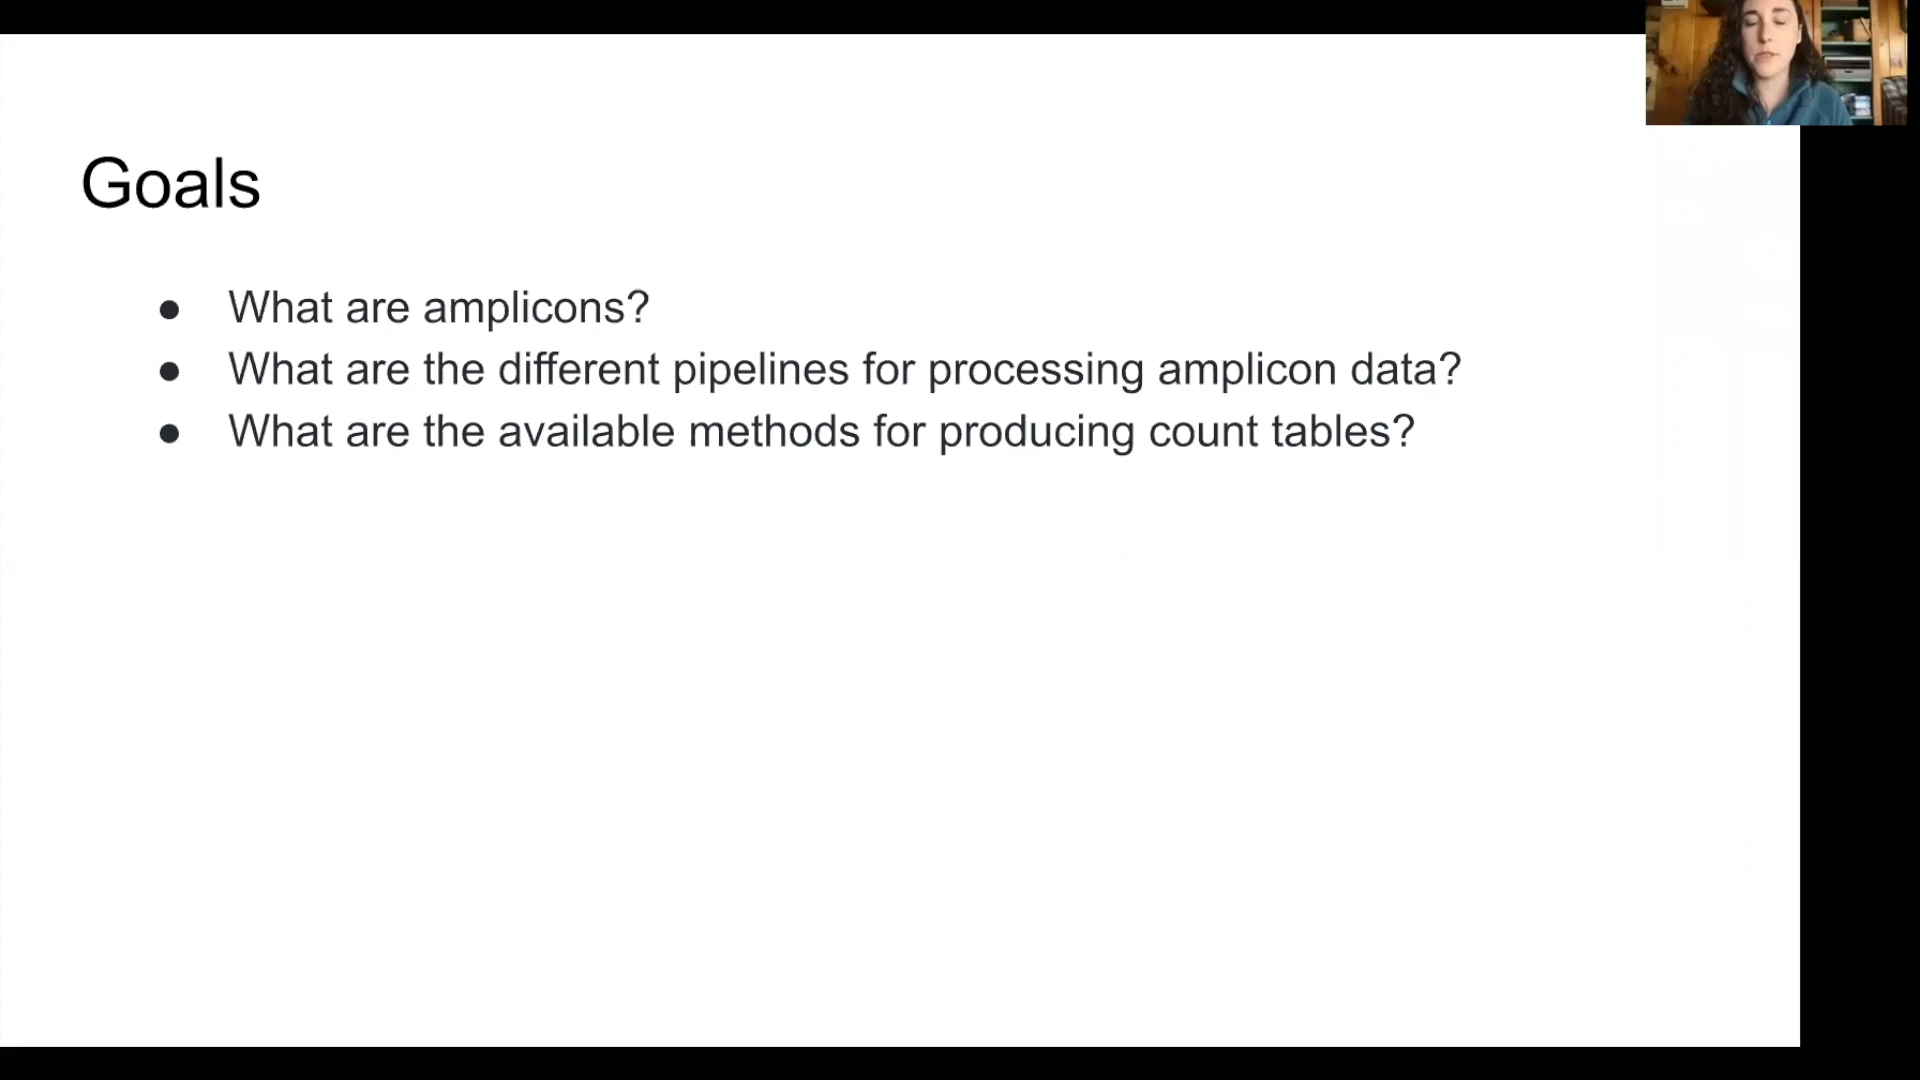 Goals
● What are amplicons?
● What are the different pipelines for processing amplicon data?
● What are the available methods for producing count tables?